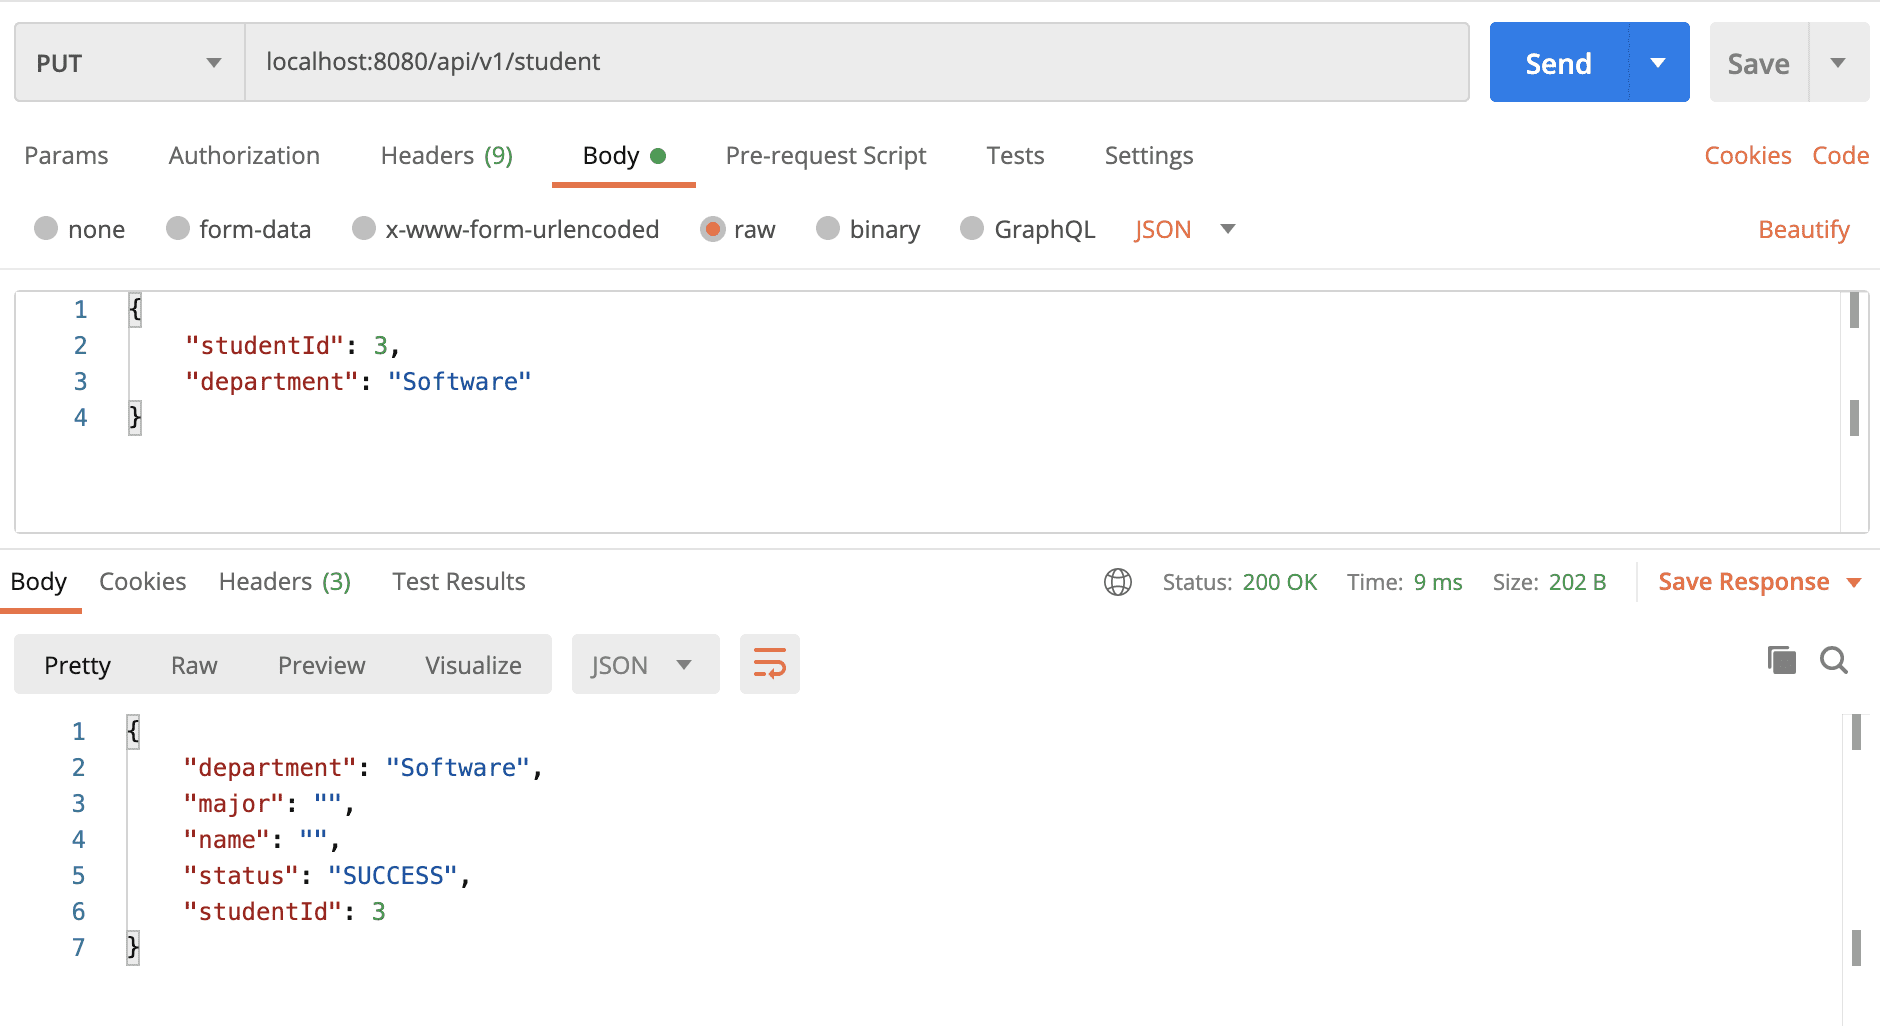 PUT localhost:8080/api/v1/student Send Save
Params Authorization Headers (9) Body Pre-request Script Tests Settings Cookies Code
none form-data x-www-form-urlencoded raw binary GraphQL JSON Beautify
1 {
2 "studentId": 3,
3 "department": "Software"
4 }
Body Cookies Headers (3) Test Results Status: 200 OK Time: 9 ms Size: 202 B Save Response
Pretty Raw Preview Visualize JSON
1 {
2 "department": "Software",
3 "major": "",
4 "name": "",
5 "status": "SUCCESS",
6 "studentId": 3
7 }